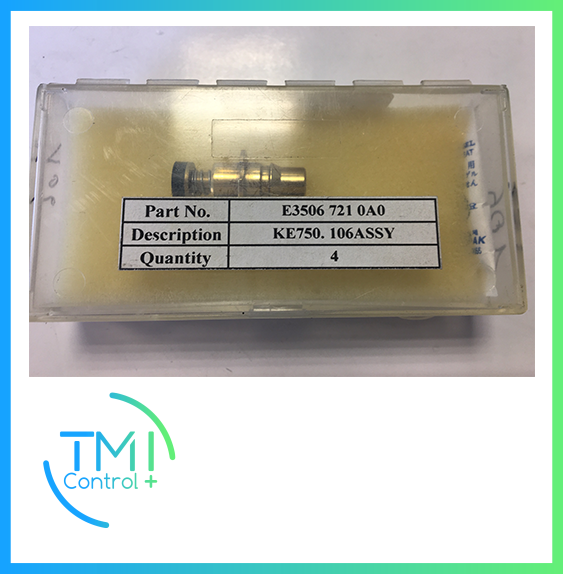 Part No. E3506 721 0A0
Description KE750. 106ASSY
Quantity 4
TMI
Control +